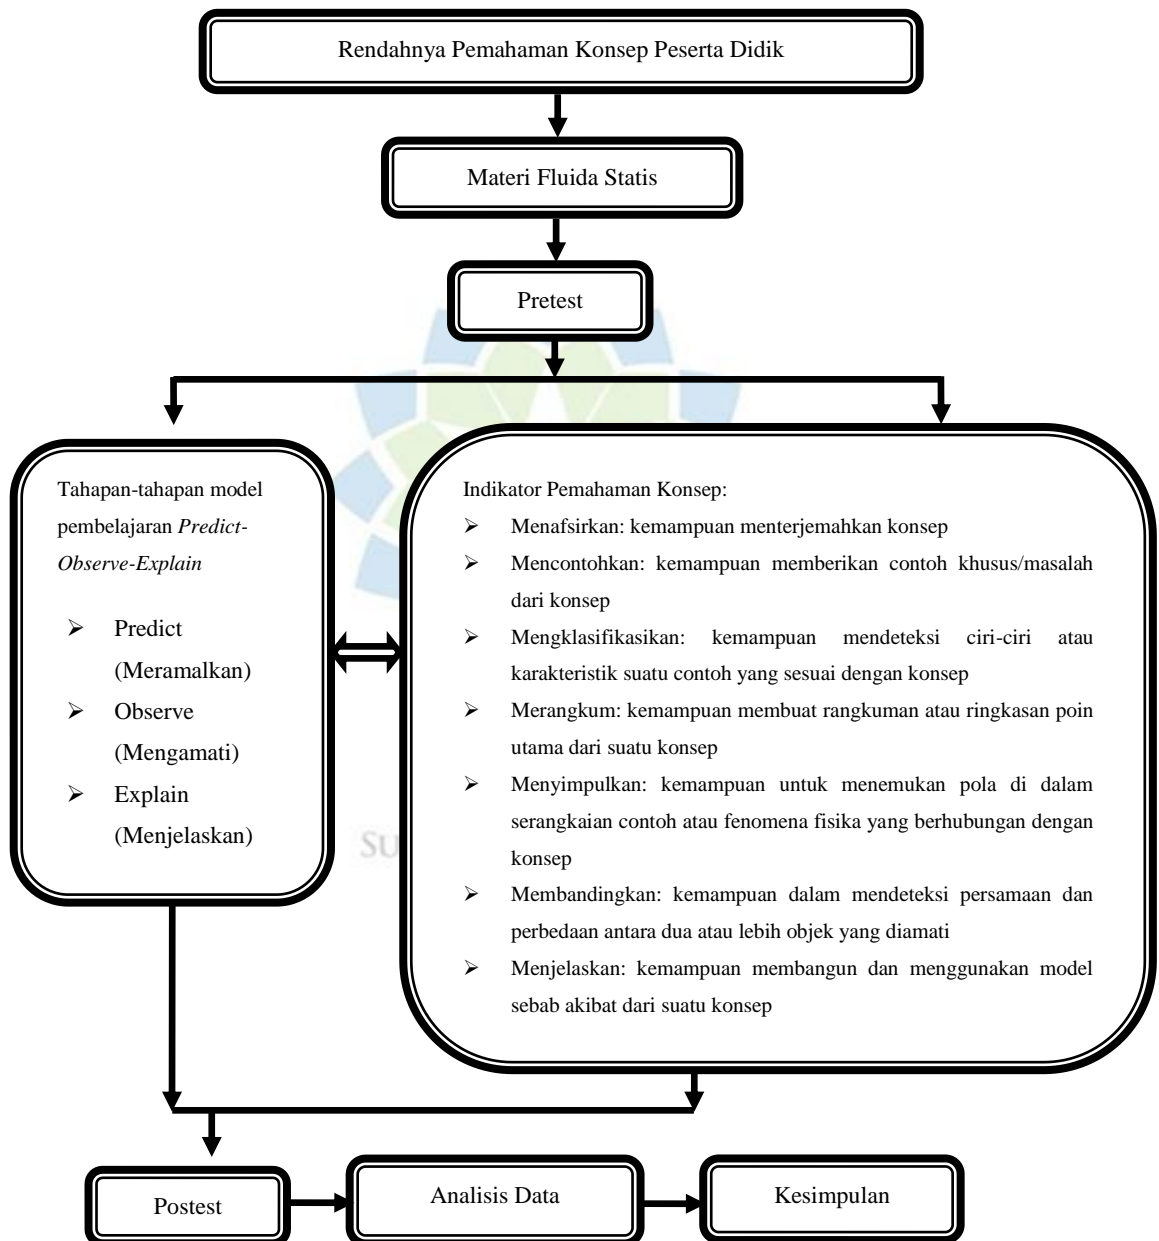 Rendahnya Pemahaman Konsep Peserta Didik
Materi Fluida Statis
Pretest
Tahapan-tahapan model
pembelajaran Predict-
Observe-Explain
➢ Predict
(Meramalkan)
➢ Observe
(Mengamati)
➢ Explain
(Menjelaskan)
Indikator Pemahaman Konsep:
➢ Menafsirkan: kemampuan menterjemahkan konsep
➢ Mencontohkan: kemampuan memberikan contoh khusus/masalah
dari konsep
➢ Mengklasifikasikan: kemampuan mendeteksi ciri-ciri atau
karakteristik suatu contoh yang sesuai dengan konsep
➢ Merangkum: kemampuan membuat rangkuman atau ringkasan poin
utama dari suatu konsep
➢ Menyimpulkan: kemampuan untuk menemukan pola di dalam
serangkaian contoh atau fenomena fisika yang berhubungan dengan
konsep
➢ Membandingkan: kemampuan dalam mendeteksi persamaan dan
perbedaan antara dua atau lebih objek yang diamati
➢ Menjelaskan: kemampuan membangun dan menggunakan model
sebab akibat dari suatu konsep
Postest
Analisis Data
Kesimpulan